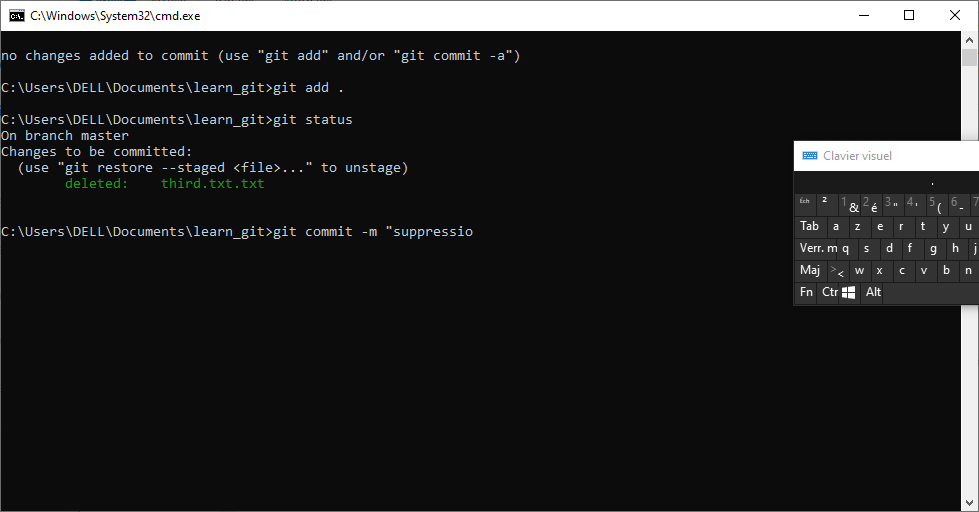 C:\Windows\System32\cmd.exe
no changes added to commit (use "git add" and/or "git commit -a")
C:\Users\DELL\Documents\learn_git>git add .
C:\Users\DELL\Documents\learn_git>git status
On branch master
Changes to be committed:
  (use "git restore --staged <file>..." to unstage)
        deleted:    third.txt.txt
C:\Users\DELL\Documents\learn_git>git commit -m "suppressio
Clavier visuel
Éch ² 1 & 2 é 3 " 4 ' 5 ( 6 - 7
Tab a z e r t y u
Verr. m q s d f g h j
Maj > < w x c v b n
Fn Ctr Alt